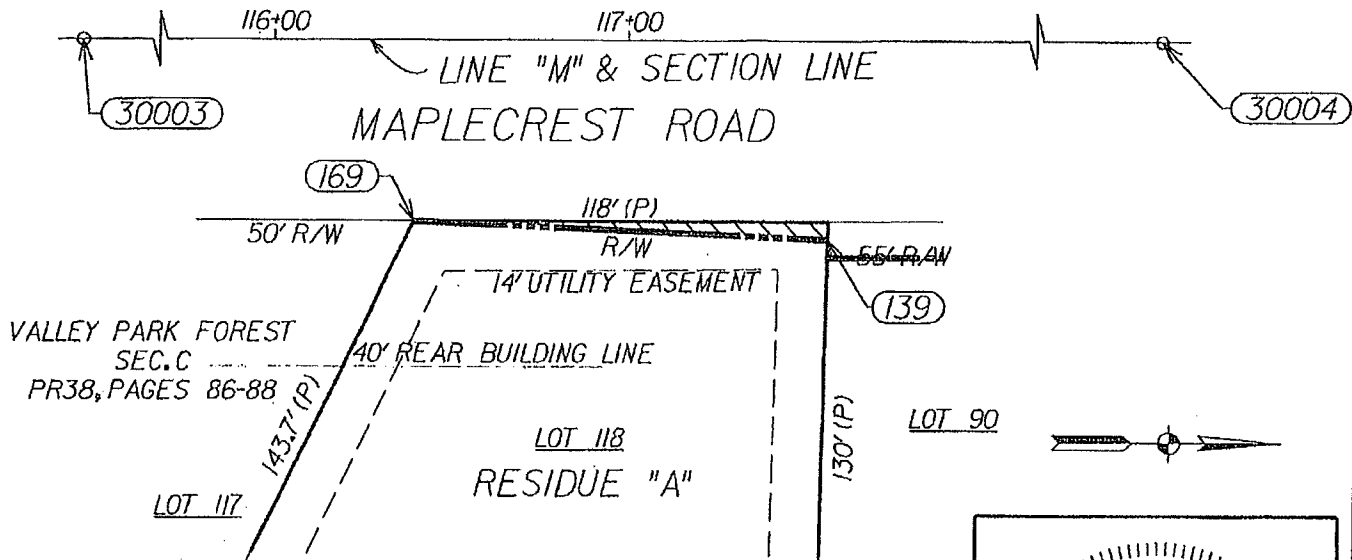 116+00 117+00
LINE "M" & SECTION LINE
30003 30004
MAPLECREST ROAD
169
118' (P)
50' R/W
R/W
55' R/W
14' UTILITY EASEMENT
139
VALLEY PARK FOREST
SEC.C
PR38, PAGES 86-88
40' REAR BUILDING LINE
143.7' (P)
130' (P)
LOT 90
LOT 118
RESIDUE "A"
LOT 117